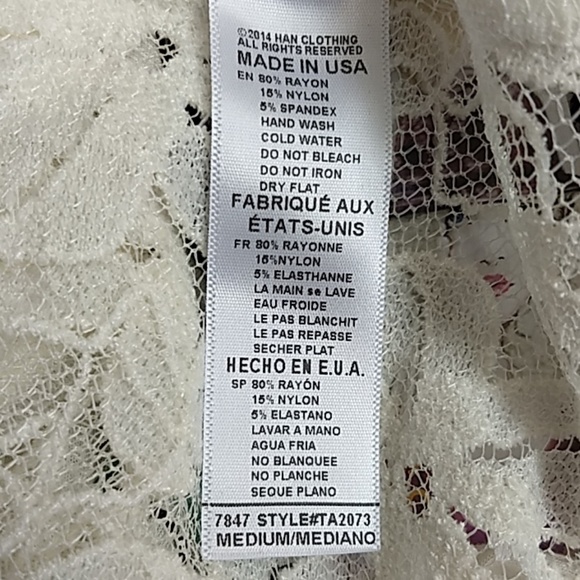 ©2014 HAN CLOTHING
ALL RIGHTS RESERVED
MADE IN USA
EN 80% RAYON
15% NYLON
5% SPANDEX
HAND WASH
COLD WATER
DO NOT BLEACH
DO NOT IRON
DRY FLAT
FABRIQUÉ AUX
ÉTATS-UNIS
FR 80% RAYONNE
15%NYLON
5% ELASTHANNE
LA MAIN se LAVE
EAU FROIDE
LE PAS BLANCHIT
LE PAS REPASSE
SECHER PLAT
HECHO EN E.U.A.
SP 80% RAYÓN
15% NYLON
5% ELASTANO
LAVAR A MANO
AGUA FRIA
NO BLANQUEE
NO PLANCHE
SEQUE PLANO
7847 STYLE#TA2073
MEDIUM/MEDIANO